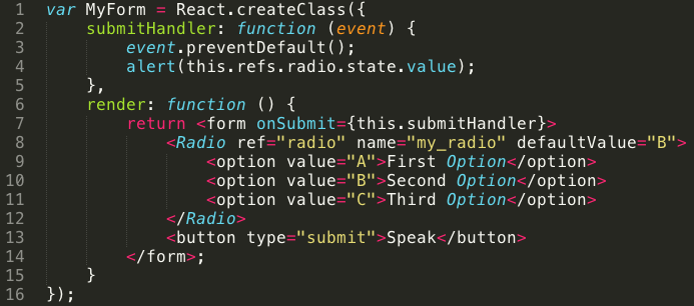 1 var MyForm = React.createClass({
2     submitHandler: function (event) {
3         event.preventDefault();
4         alert(this.refs.radio.state.value);
5     },
6     render: function () {
7         return <form onSubmit={this.submitHandler}>
8             <Radio ref="radio" name="my_radio" defaultValue="B">
9                 <option value="A">First Option</option>
10                 <option value="B">Second Option</option>
11                 <option value="C">Third Option</option>
12             </Radio>
13             <button type="submit">Speak</button>
14         </form>;
15     }
16 });